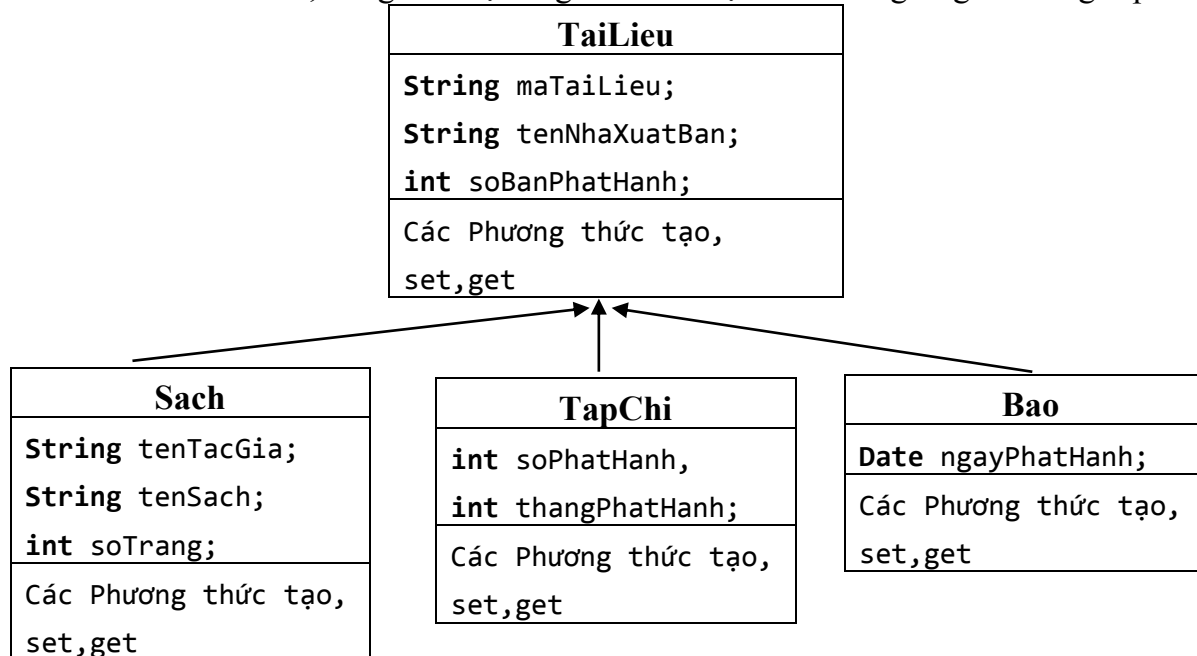 TaiLieu
String maTaiLieu;
String tenNhaXuatBan;
int soBanPhatHanh;
Các Phương thức tạo,
set,get
Sach
String tenTacGia;
String tenSach;
int soTrang;
Các Phương thức tạo,
set,get
TapChi
int soPhatHanh,
int thangPhatHanh;
Các Phương thức tạo,
set,get
Bao
Date ngayPhatHanh;
Các Phương thức tạo,
set,get